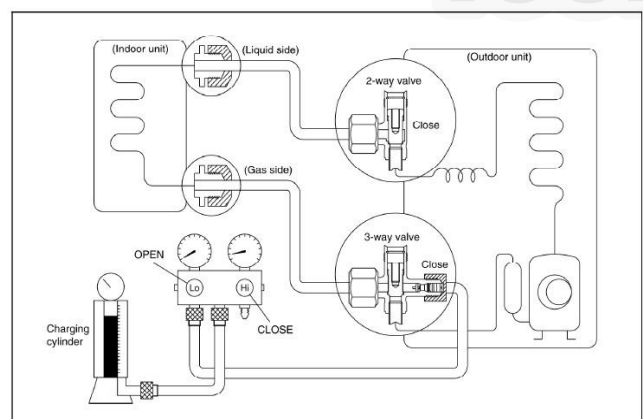 (Indoor unit)
(Liquid side)
2-way valve
(Outdoor unit)
Close
(Gas side)
3-way valve
Close
OPEN
Lo
Hi
CLOSE
Charging
cylinder